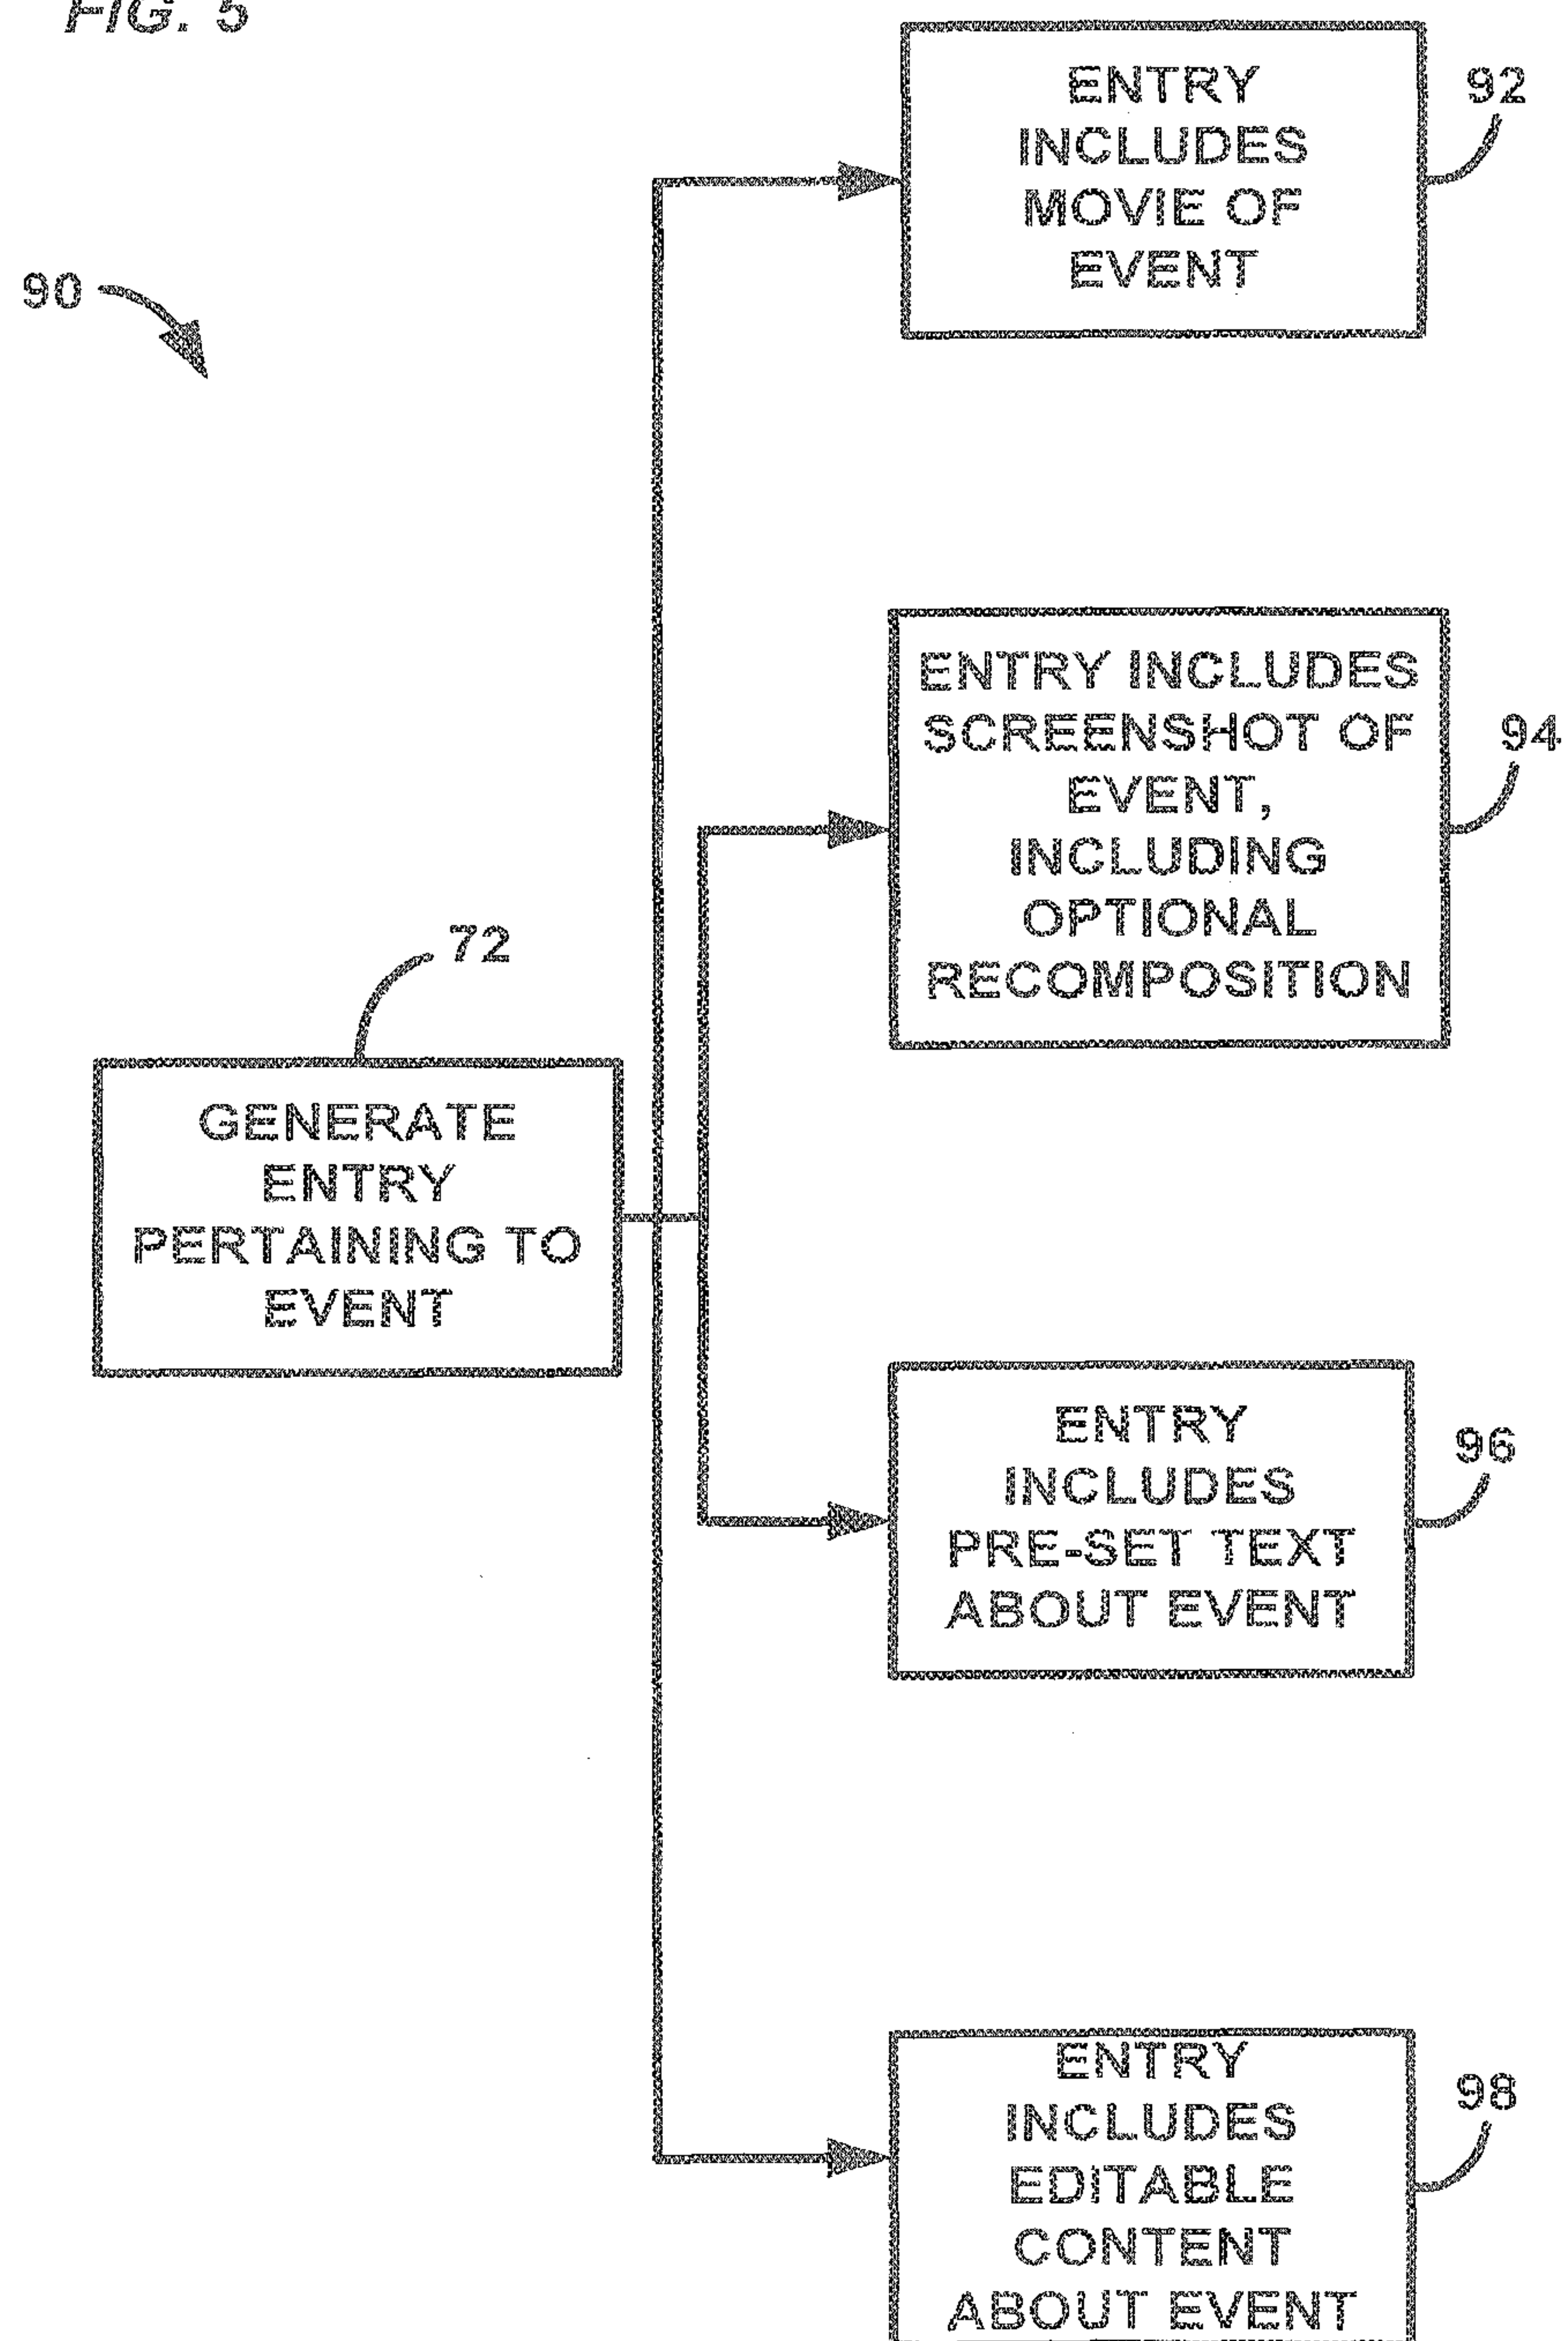 FIG. 5
90
ENTRY
INCLUDES
MOVIE OF
EVENT
92
ENTRY INCLUDES
SCREENSHOT OF
EVENT,
INCLUDING
OPTIONAL
RECOMPOSITION
94
72
GENERATE
ENTRY
PERTAINING TO
EVENT
ENTRY
INCLUDES
PRE-SET TEXT
ABOUT EVENT
96
ENTRY
INCLUDES
EDITABLE
CONTENT
ABOUT EVENT
98